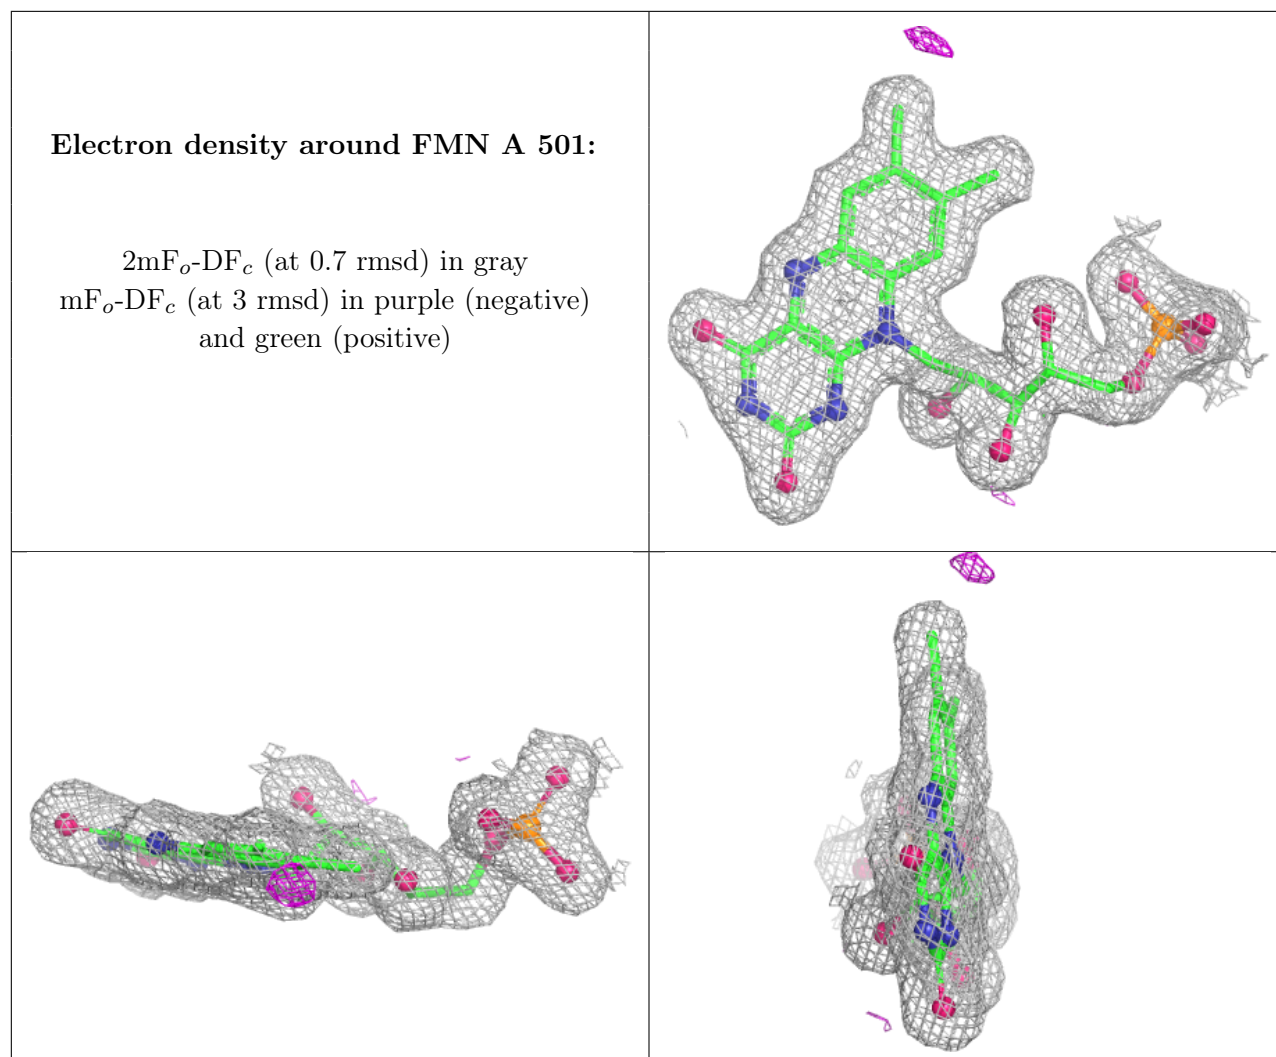 Electron density around FMN A 501:
2mFo-DFc (at 0.7 rmsd) in gray
mFo-DFc (at 3 rmsd) in purple (negative)
and green (positive)